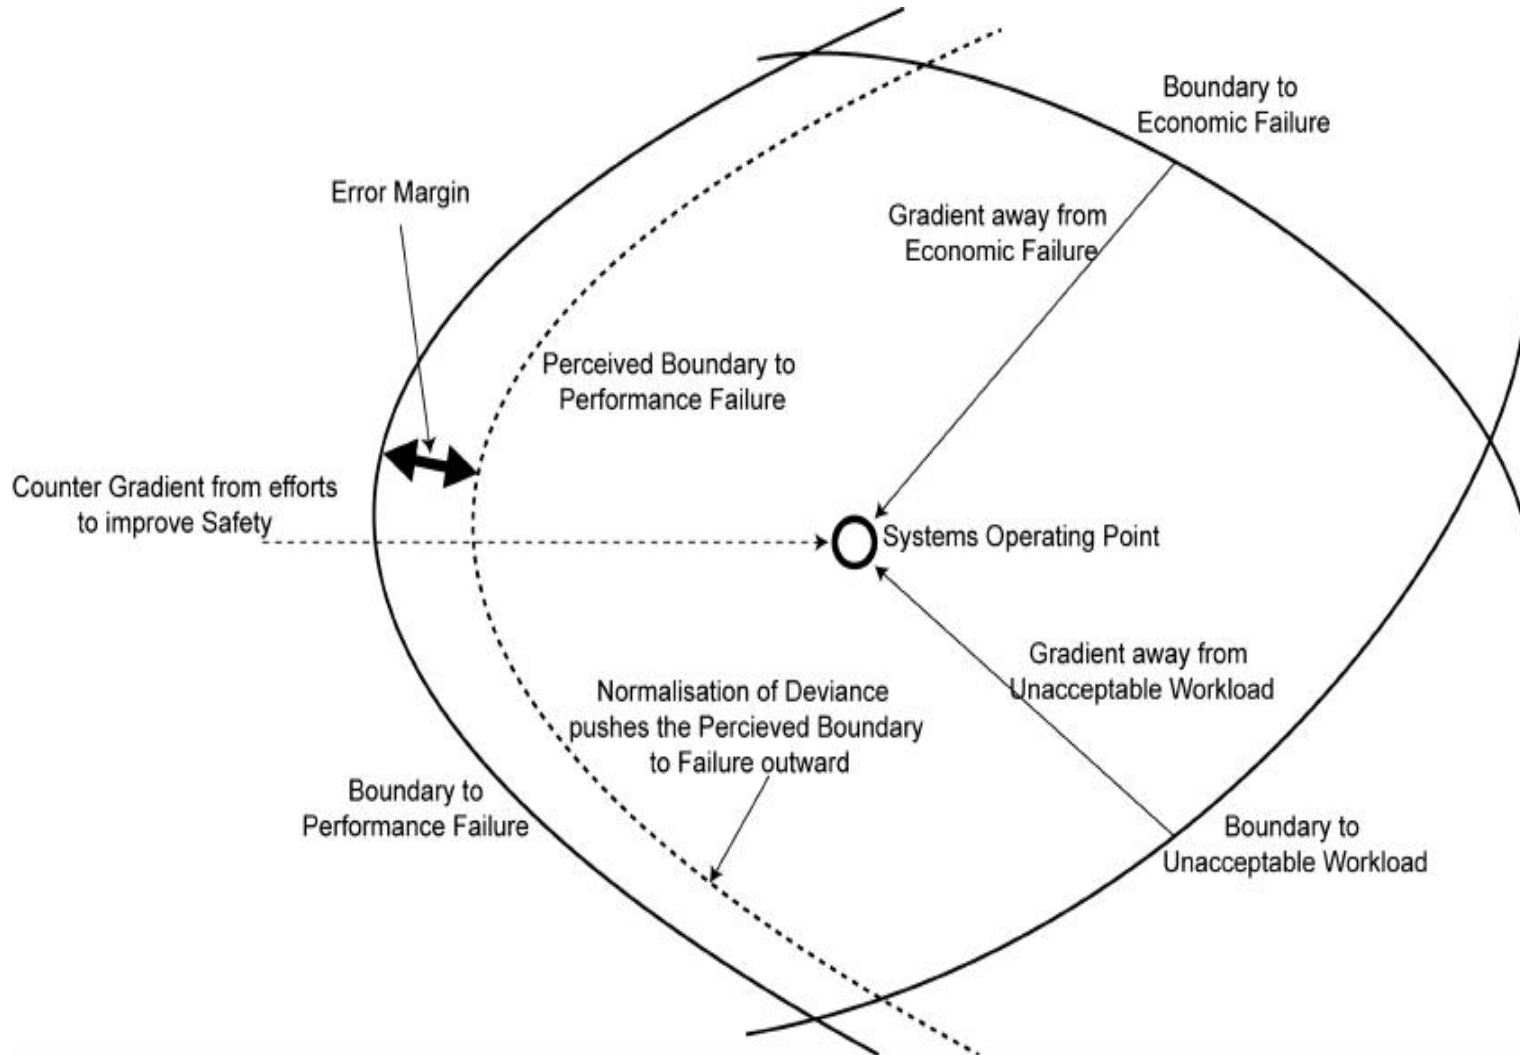 Boundary to
Economic Failure
Error Margin
Gradient away from
Economic Failure
Perceived Boundary to
Performance Failure
Counter Gradient from efforts
to improve Safety
Systems Operating Point
Gradient away from
Unacceptable Workload
Normalisation of Deviance
pushes the Percieved Boundary
to Failure outward
Boundary to
Performance Failure
Boundary to
Unacceptable Workload